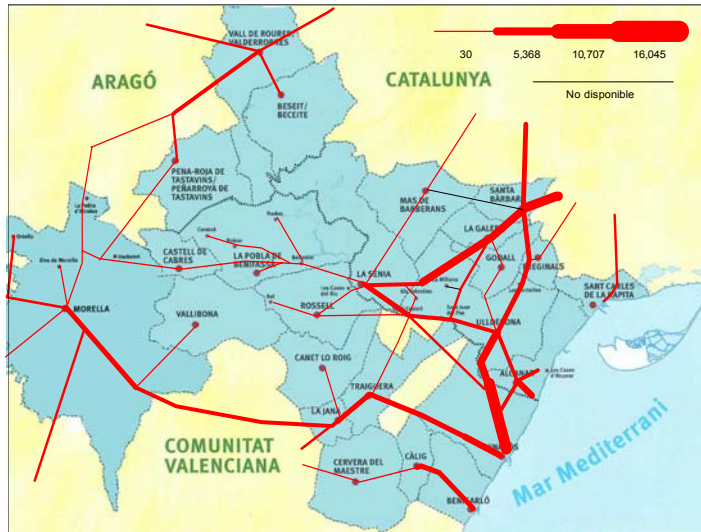 VALL DE ROURES/
VALDERROBRES
ARAGÓ
CATALUNYA
30
5,368
10,707
16,045
No disponible
BESEIT/
BECEITE
PENA-ROJA DE
TASTAVINS/
PEÑARROYA DE
TASTAVINS
MAS DE
BARBERANS
SANTA
BÀRBARA
LA GALERA
CASTELL DE
CABRES
LA POBLA DE
BENIFASSÀ
LA SÉNIA
GODALL
FREGINALS
SANT CARLES
DE LA RÀPITA
MORELLA
VALLIBONA
ROSSELL
ULLDECONA
CANET LO ROIG
TRAIGUERA
ALCANAR
LA JANA
COMUNITAT
VALENCIANA
CERVERA DEL
MAESTRE
CÀLIG
VINARÒS
BENICARLÓ
Mar Mediterrani